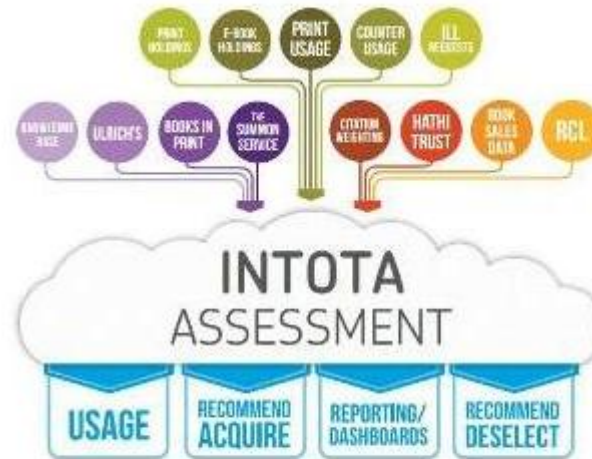 PRINT
HOLDINGS
E-BOOK
HOLDINGS
PRINT
USAGE
COUNTER
USAGE
ILL
REQUESTS
KNOWLEDGE
BASE
ULRICH'S
BOOKS IN
PRINT
THE
SUMMON
SERVICE
CITATION
WEIGHTING
HATHI
TRUST
BOOK
SALES
DATA
RCL
INTOTA
ASSESSMENT
USAGE
RECOMMEND
ACQUIRE
REPORTING/
DASHBOARDS
RECOMMEND
DESELECT